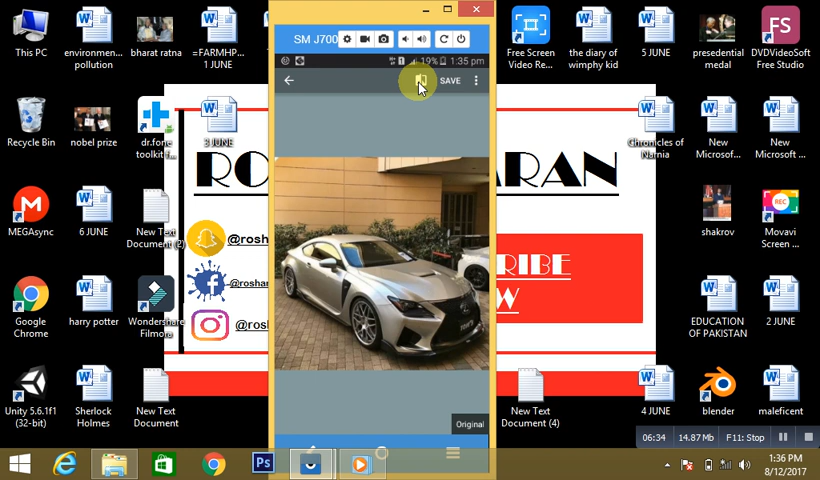 This PC
environmen...
pollution
bharat ratna
=FARMHP...
1 JUNE
SM J700
19%
1:35 pm
SAVE
Free Screen
Video Re...
the diary of
wimphy kid
5 JUNE
presedential
medal
DVDVideoSoft
Free Studio
Recycle Bin
nobel prize
dr.fone
toolkit f...
3 JUNE
RO
ARAN
Chronicles of
Narnia
New
Microsof...
New
Microsof...
MEGAsync
6 JUNE
New Text
Document (2)
@rosh
@roshar
@rosł
RIBE
W
shakrov
Movavi
Screen ...
Google
Chrome
harry potter
Wondershare
Filmora
EDUCATION
OF PAKISTAN
2 JUNE
Unity 5.6.1f1
(32-bit)
Sherlock
Holmes
New Text
Document
Original
New Text
Document (4)
4 JUNE
blender
maleficent
06:34
14.87 Mb
F11: Stop
1:36 PM
8/12/2017